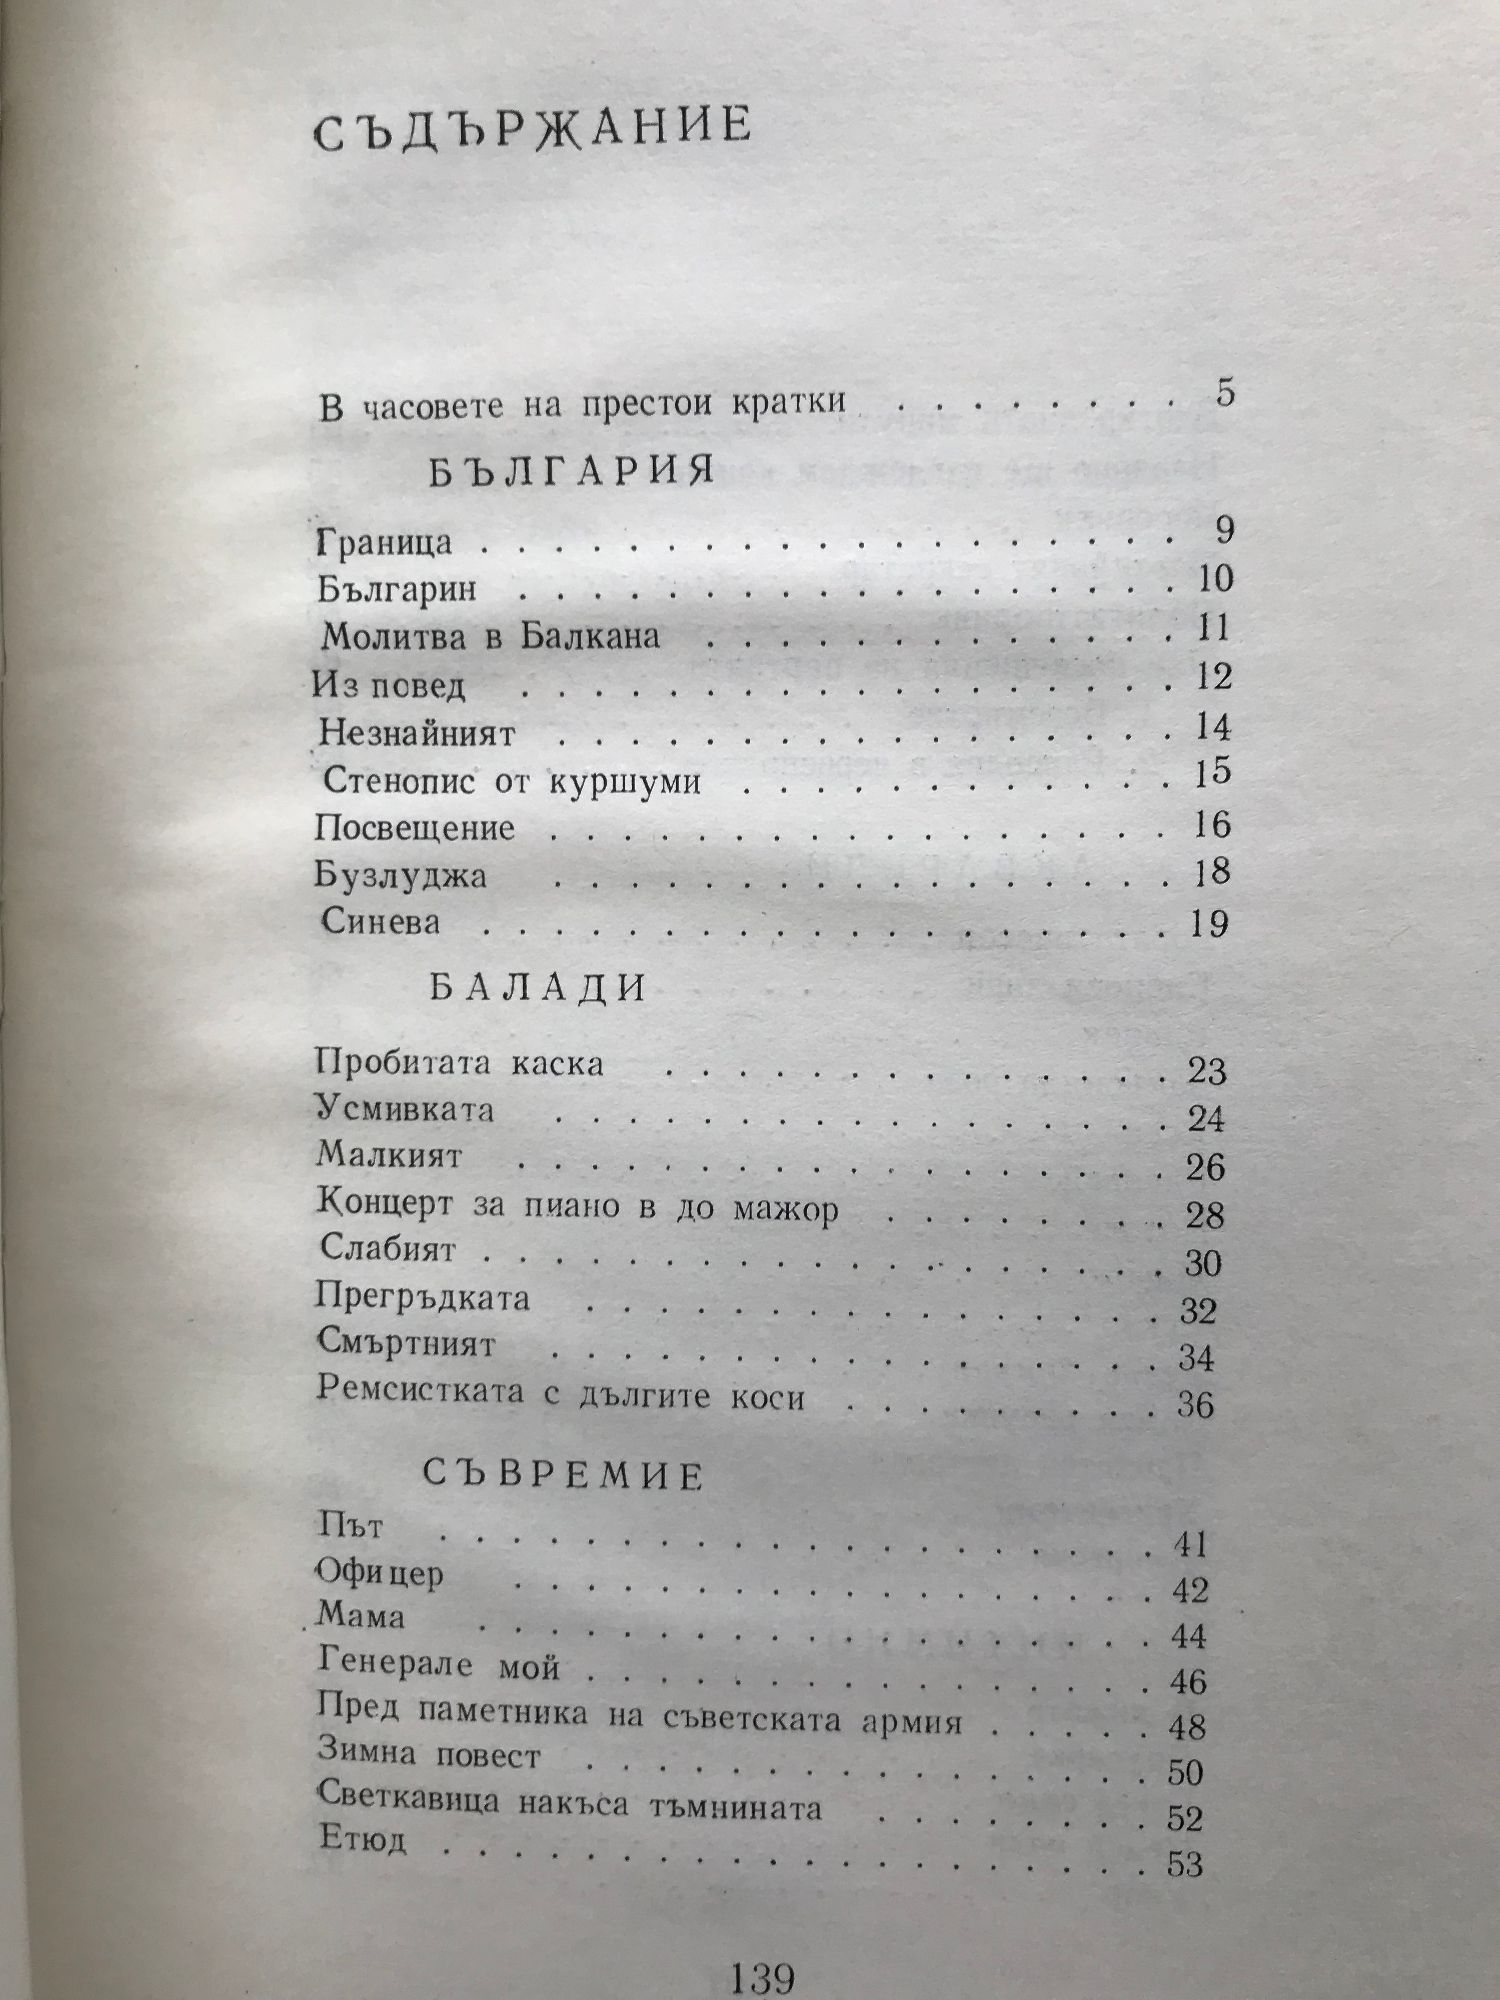 СЪДЪРЖАНИЕ
В часовете на престои кратки . . . . . . . . 5
БЪЛГАРИЯ
Граница . . . . . . . . . . . . . . . . . . . 9
Българин . . . . . . . . . . . . . . . . . . 10
Молитва в Балкана . . . . . . . . . . . . . 11
Изповед . . . . . . . . . . . . . . . . . . 12
Незнайният . . . . . . . . . . . . . . . . . 14
Стенопис от куршуми . . . . . . . . . . . . 15
Посвещение . . . . . . . . . . . . . . . . . 16
Бузлуджа . . . . . . . . . . . . . . . . . 18
Синева . . . . . . . . . . . . . . . . . . . 19
БАЛАДИ
Пробитата каска . . . . . . . . . . . . . . 23
Усмивката . . . . . . . . . . . . . . . . . 24
Малкият . . . . . . . . . . . . . . . . . . 26
Концерт за пиано в до мажор . . . . . . . . 28
Слабият . . . . . . . . . . . . . . . . . . . 30
Прегръдката . . . . . . . . . . . . . . . . 32
Смъртният . . . . . . . . . . . . . . . . . 34
Ремсистката с дългите коси . . . . . . . . . 36
СЪВРЕМИЕ
Път . . . . . . . . . . . . . . . . . . . . 41
Офицер . . . . . . . . . . . . . . . . . . 42
Мама . . . . . . . . . . . . . . . . . . . 44
Генерале мой . . . . . . . . . . . . . . . . 46
Пред паметника на съветската армия . . . . . 48
Зимна повест . . . . . . . . . . . . . . . . 50
Светкавица накъса тъмнината . . . . . . . . 52
Етюд . . . . . . . . . . . . . . . . . . . . 53
139